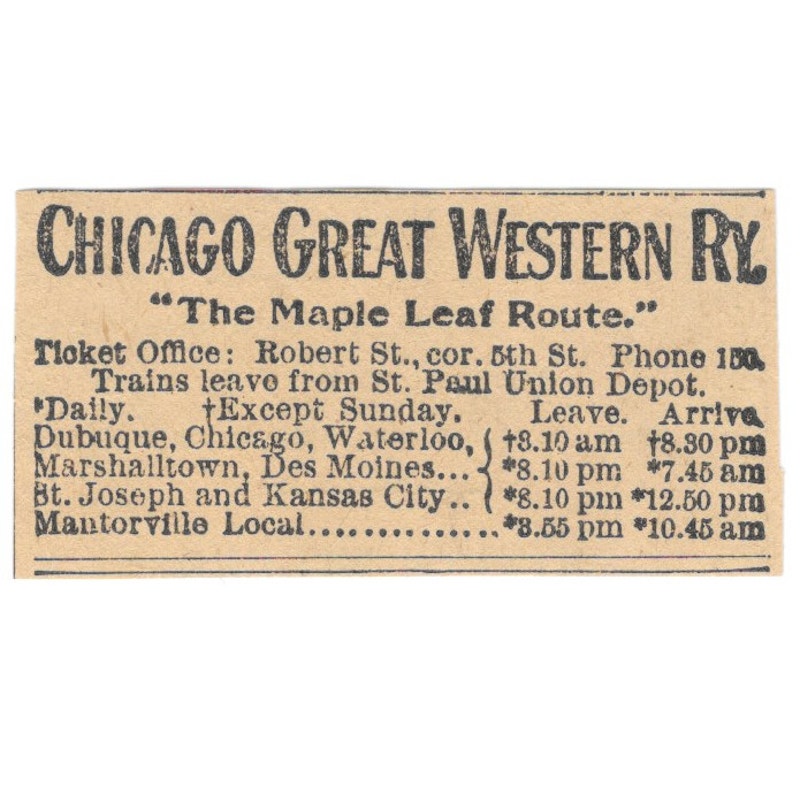 CHICAGO GREAT WESTERN RY.
"The Maple Leaf Route."
Ticket Office: Robert St., cor. 5th St. Phone 150.
Trains leave from St. Paul Union Depot.
*Daily. †Except Sunday. Leave. Arrive
Dubuque, Chicago, Waterloo, †8.10 am †8.30 pm
Marshalltown, Des Moines... *8.10 pm *7.45 am
St. Joseph and Kansas City.. *8.10 pm *12.50 pm
Mantorville Local............... *3.55 pm *10.45 am